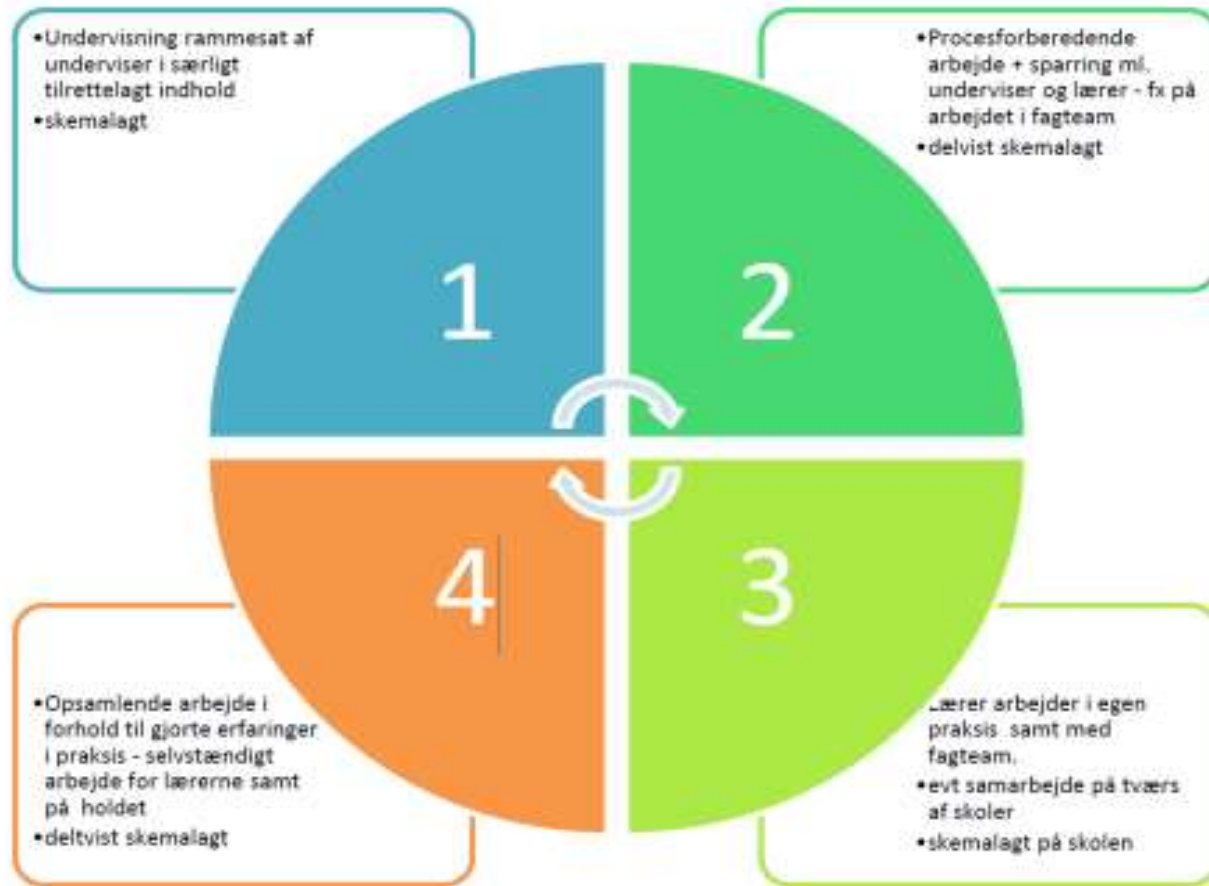 •Undervisning rammesat af
underviser i særligt
tilrettelagt indhold
•skemalagt
•Procesforberedende
arbejde + sparring ml.
underviser og lærer - fx på
arbejdet i fagteam
•delvist skemalagt
1
2
4
3
•Opsamlende arbejde i
forhold til gjorte erfaringer
i praksis - selvstændigt
arbejde for lærerne samt
på holdet
•deltvist skemalagt
Lærer arbejder i egen
praksis samt med
fagteam.
•evt samarbejde på tværs
af skoler
•skemalagt på skolen